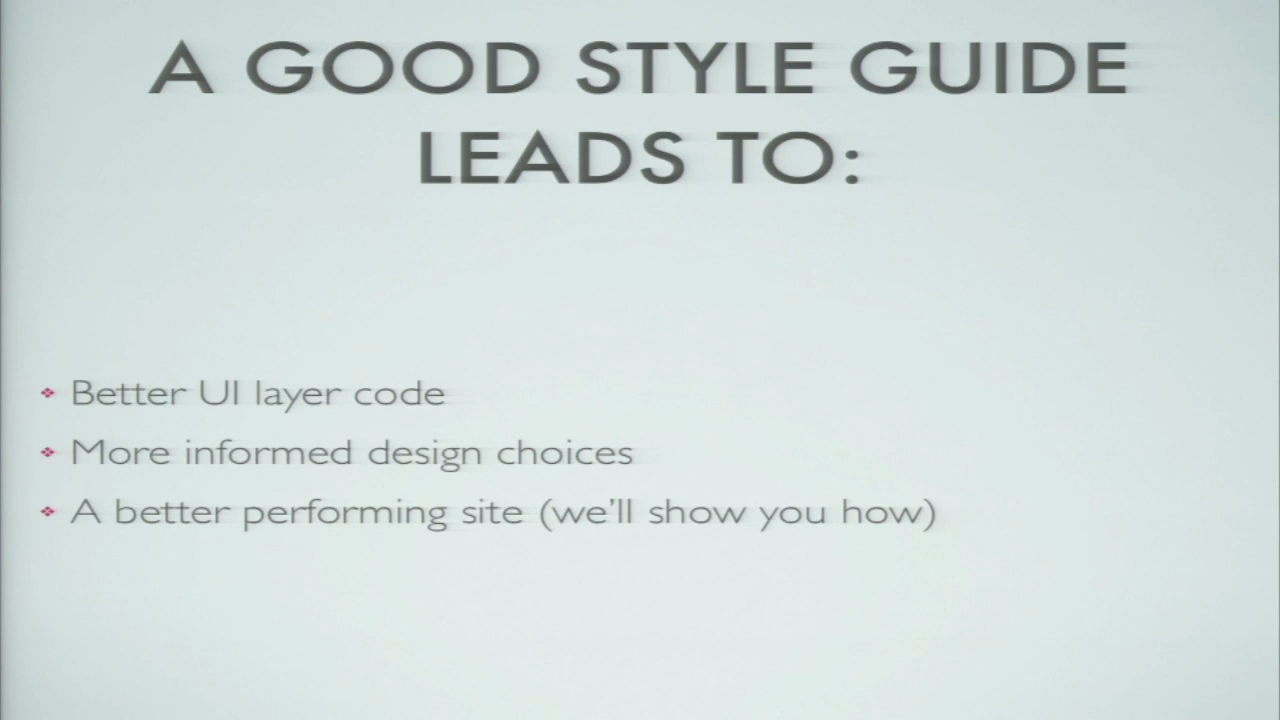 A GOOD STYLE GUIDE
LEADS TO:
Better UI layer code
More informed design choices
A better performing site (we'll show you how)